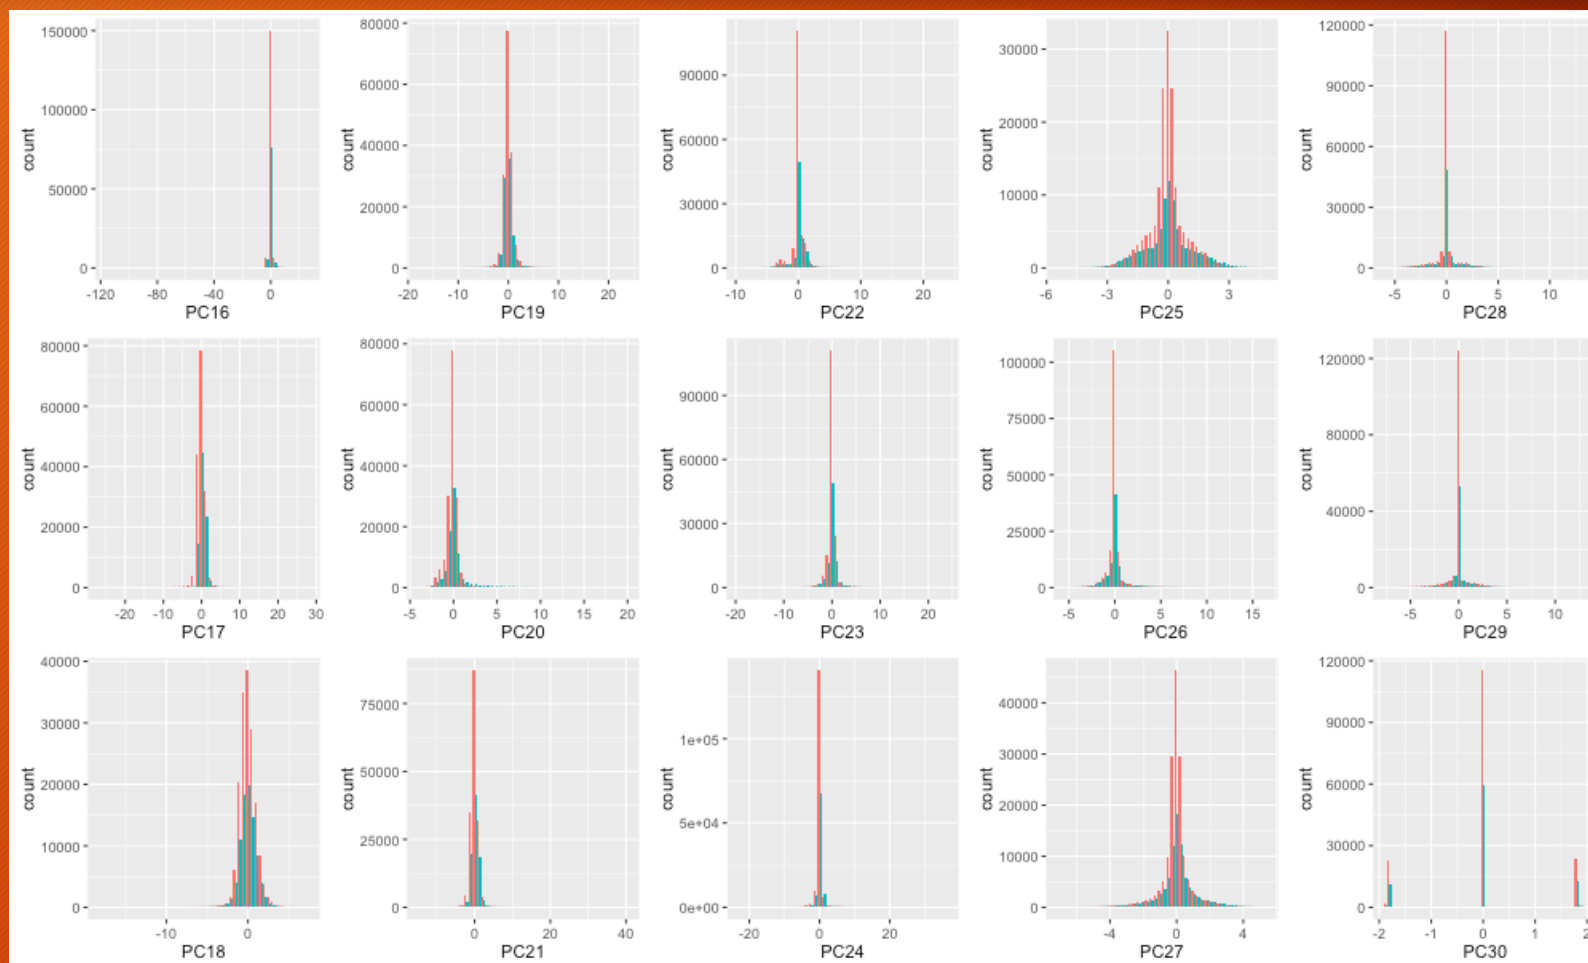 150000
100000
50000
0
count
-120 -80 -40 0
PC16
80000
60000
40000
20000
0
count
-20 -10 0 10 20
PC19
90000
60000
30000
0
count
-10 0 10 20
PC22
30000
20000
10000
0
count
-6 -3 0 3
PC25
120000
90000
60000
30000
0
count
-5 0 5 10
PC28
80000
60000
40000
20000
0
count
-20 -10 0 10 20 30
PC17
80000
60000
40000
20000
0
count
-5 0 5 10 15 20
PC20
90000
60000
30000
0
count
-20 -10 0 10 20
PC23
100000
75000
50000
25000
0
count
-5 0 5 10 15
PC26
120000
80000
40000
0
count
-5 0 5 10
PC29
40000
30000
20000
10000
0
count
-10 0
PC18
75000
50000
25000
0
count
0 20 40
PC21
1e+05
5e+04
0e+00
count
-20 0 20
PC24
40000
30000
20000
10000
0
count
-4 0 4
PC27
120000
90000
60000
30000
0
count
-2 -1 0 1 2
PC30